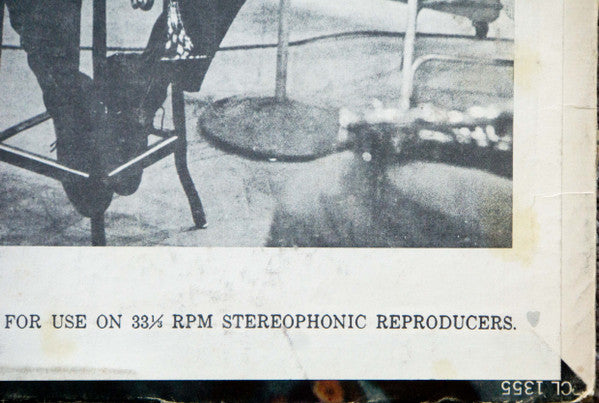 FOR USE ON 33⅓ RPM STEREOPHONIC REPRODUCERS.
CL 1355